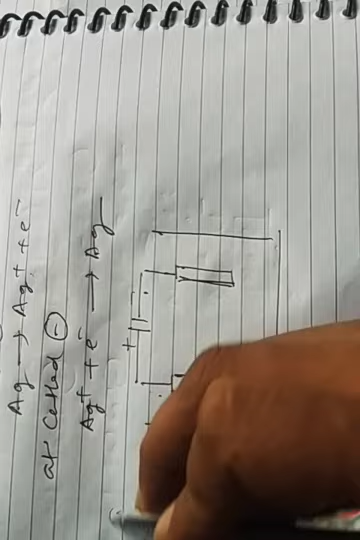 Ag → Ag⁺ + e⁻
at Cathod ⊖
Ag⁺ + e⁻ → Ag
+ -